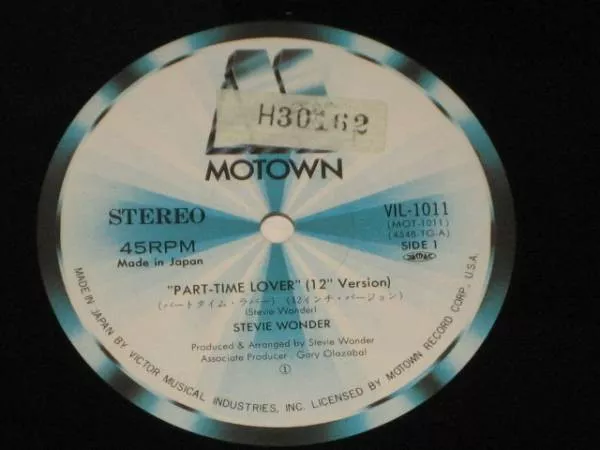 H30162
MOTOWN
STEREO
45RPM
Made in Japan
VIL-1011
(MOT-1011)
(4548-TG-A)
SIDE 1
"PART-TIME LOVER" (12" Version)
(パートタイム・ラバー) (12インチ・バージョン)
(Stevie Wonder)
STEVIE WONDER
Produced & Arranged by Stevie Wonder
Associate Producer : Gary Olazabal
①
MADE IN JAPAN BY VICTOR MUSICAL INDUSTRIES, INC. LICENSED BY MOTOWN RECORD CORP., U.S.A.